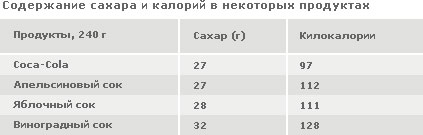 Содержание сахара и калорий в некоторых продуктах
Продукты, 240 г Сахар (г) Килокалории
Coca-Cola 27 97
Апельсиновый сок 27 112
Яблочный сок 28 111
Виноградный сок 32 128